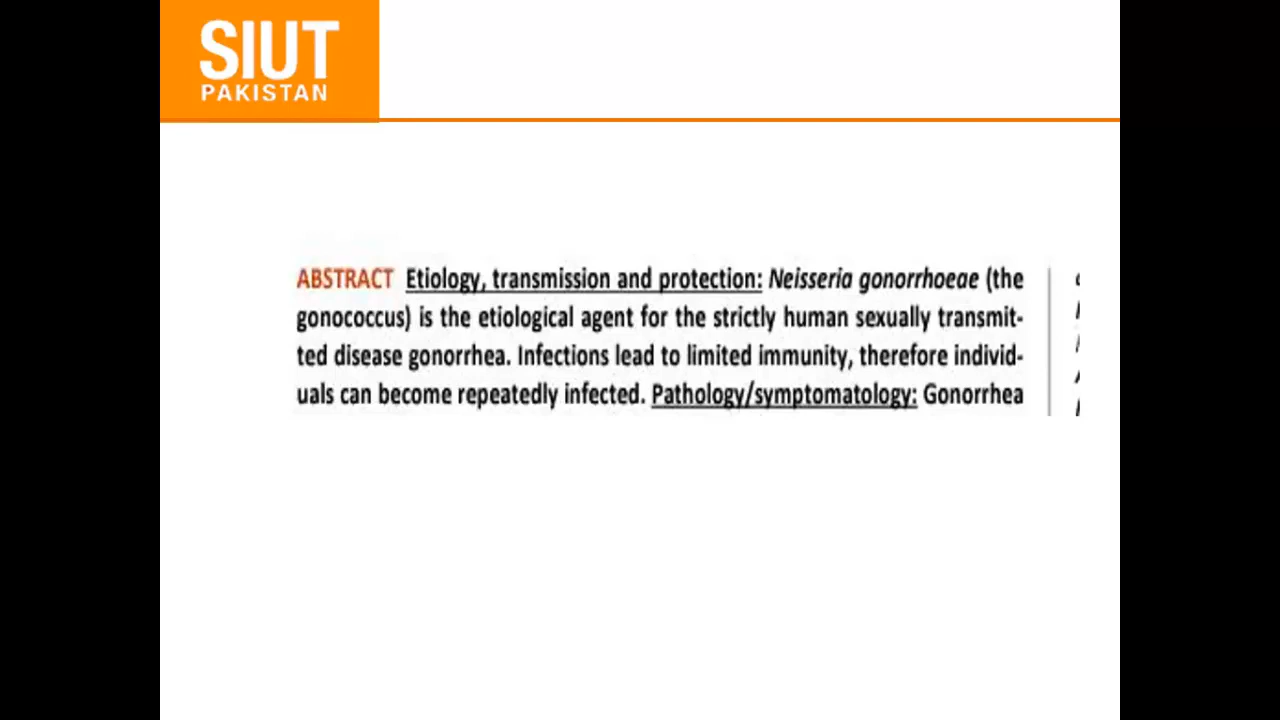 SIUT
PAKISTAN
ABSTRACT Etiology, transmission and protection: Neisseria gonorrhoeae (the
gonococcus) is the etiological agent for the strictly human sexually transmit-
ted disease gonorrhea. Infections lead to limited immunity, therefore individ-
uals can become repeatedly infected. Pathology/symptomatology: Gonorrhea